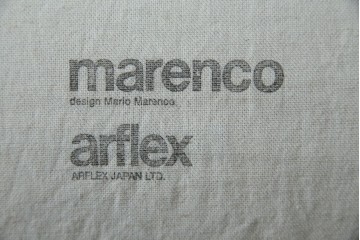 marenco
design Mario Marenco
arflex
ARFLEX JAPAN LTD.